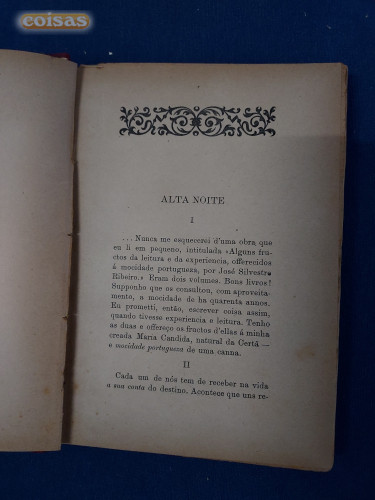 coisas
ALTA NOITE
I
...Nunca me esquecerei d'uma obra que
eu li em pequeno, intitulada «Alguns fru-
ctos da leitura e da experiencia, offerecidos
á mocidade portugueza, por José Silvestre
Ribeiro.» Eram dois volumes. Bons livros!
Supponho que os consultou, com aproveita-
mento, a mocidade de ha quarenta annos.
Eu prometti, então, escrever coisa assim,
quando tivesse experiencia e leitura. Tenho
as duas e offereço os fructos d'ellas á minha
creada Maria Candida, natural da Certã —
a mocidade portugueza de uma canna.
II
Cada um de nós tem de receber na vida
a sua conta do destino. Acontece que uns re-